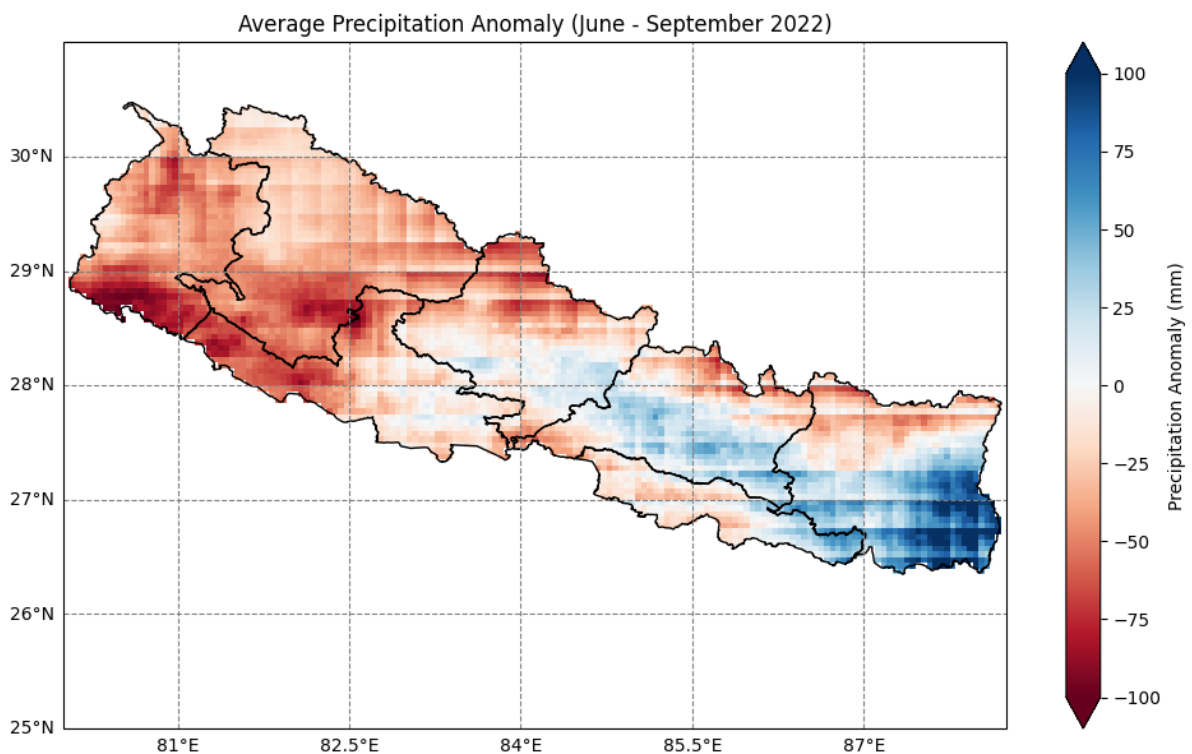 Average Precipitation Anomaly (June - September 2022)
30°N
29°N
28°N
27°N
26°N
25°N
81°E 82.5°E 84°E 85.5°E 87°E
100
75
50
25
0
−25
−50
−75
−100
Precipitation Anomaly (mm)